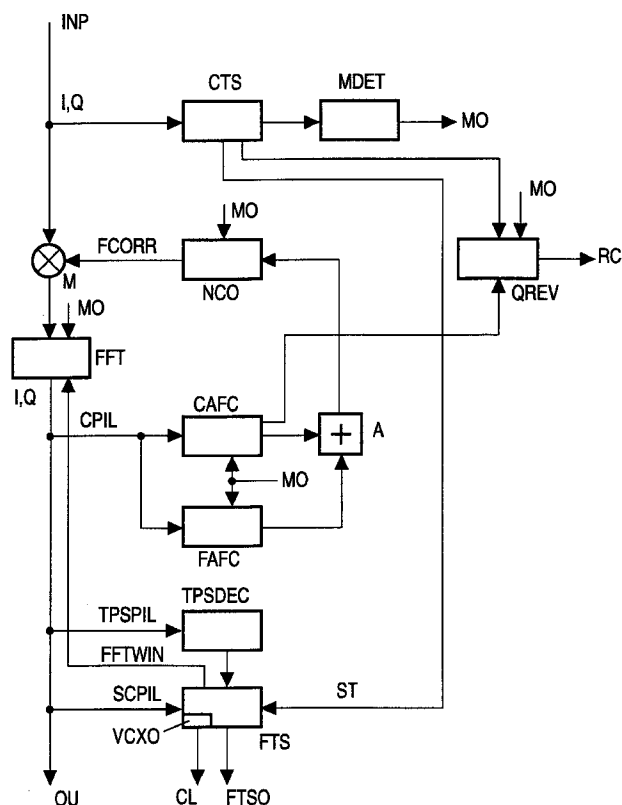 INP
CTS
MDET
I,Q
MO
MO
MO
FCORR
M
NCO
QREV
RC
MO
FFT
I,Q
CPIL
CAFC
A
+
MO
FAFC
TPSDEC
TPSPIL
FFTWIN
SCPIL
ST
VCXO
FTS
OU
CL
FTSO